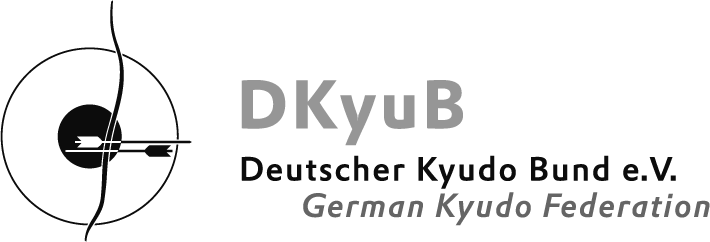 DKyuB
Deutscher Kyudo Bund e.V.
German Kyudo Federation